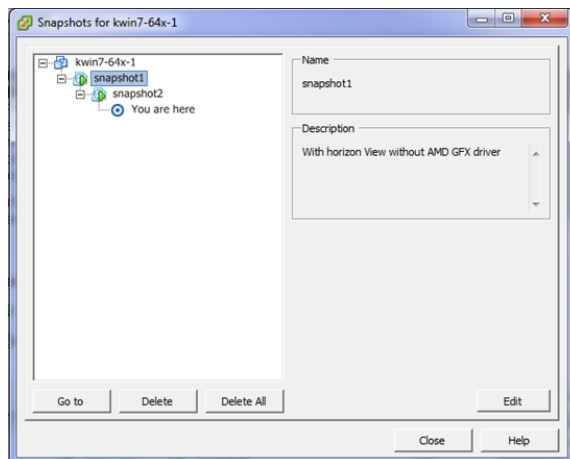 Snapshots for kwin7-64x-1
kwin7-64x-1
snapshot1
snapshot2
You are here
Name
snapshot1
Description
With horizon View without AMD GFX driver
Go to
Delete
Delete All
Edit
Close
Help